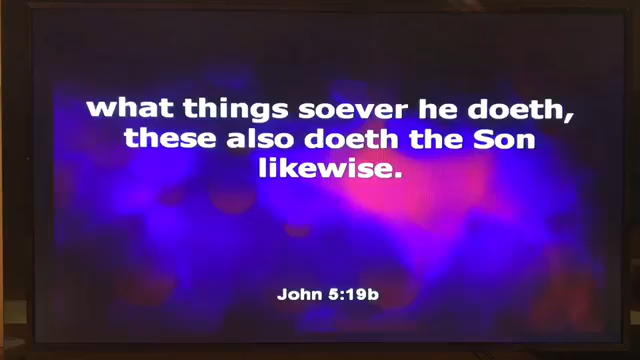 what things soever he doeth,
these also doeth the Son
likewise.
John 5:19b